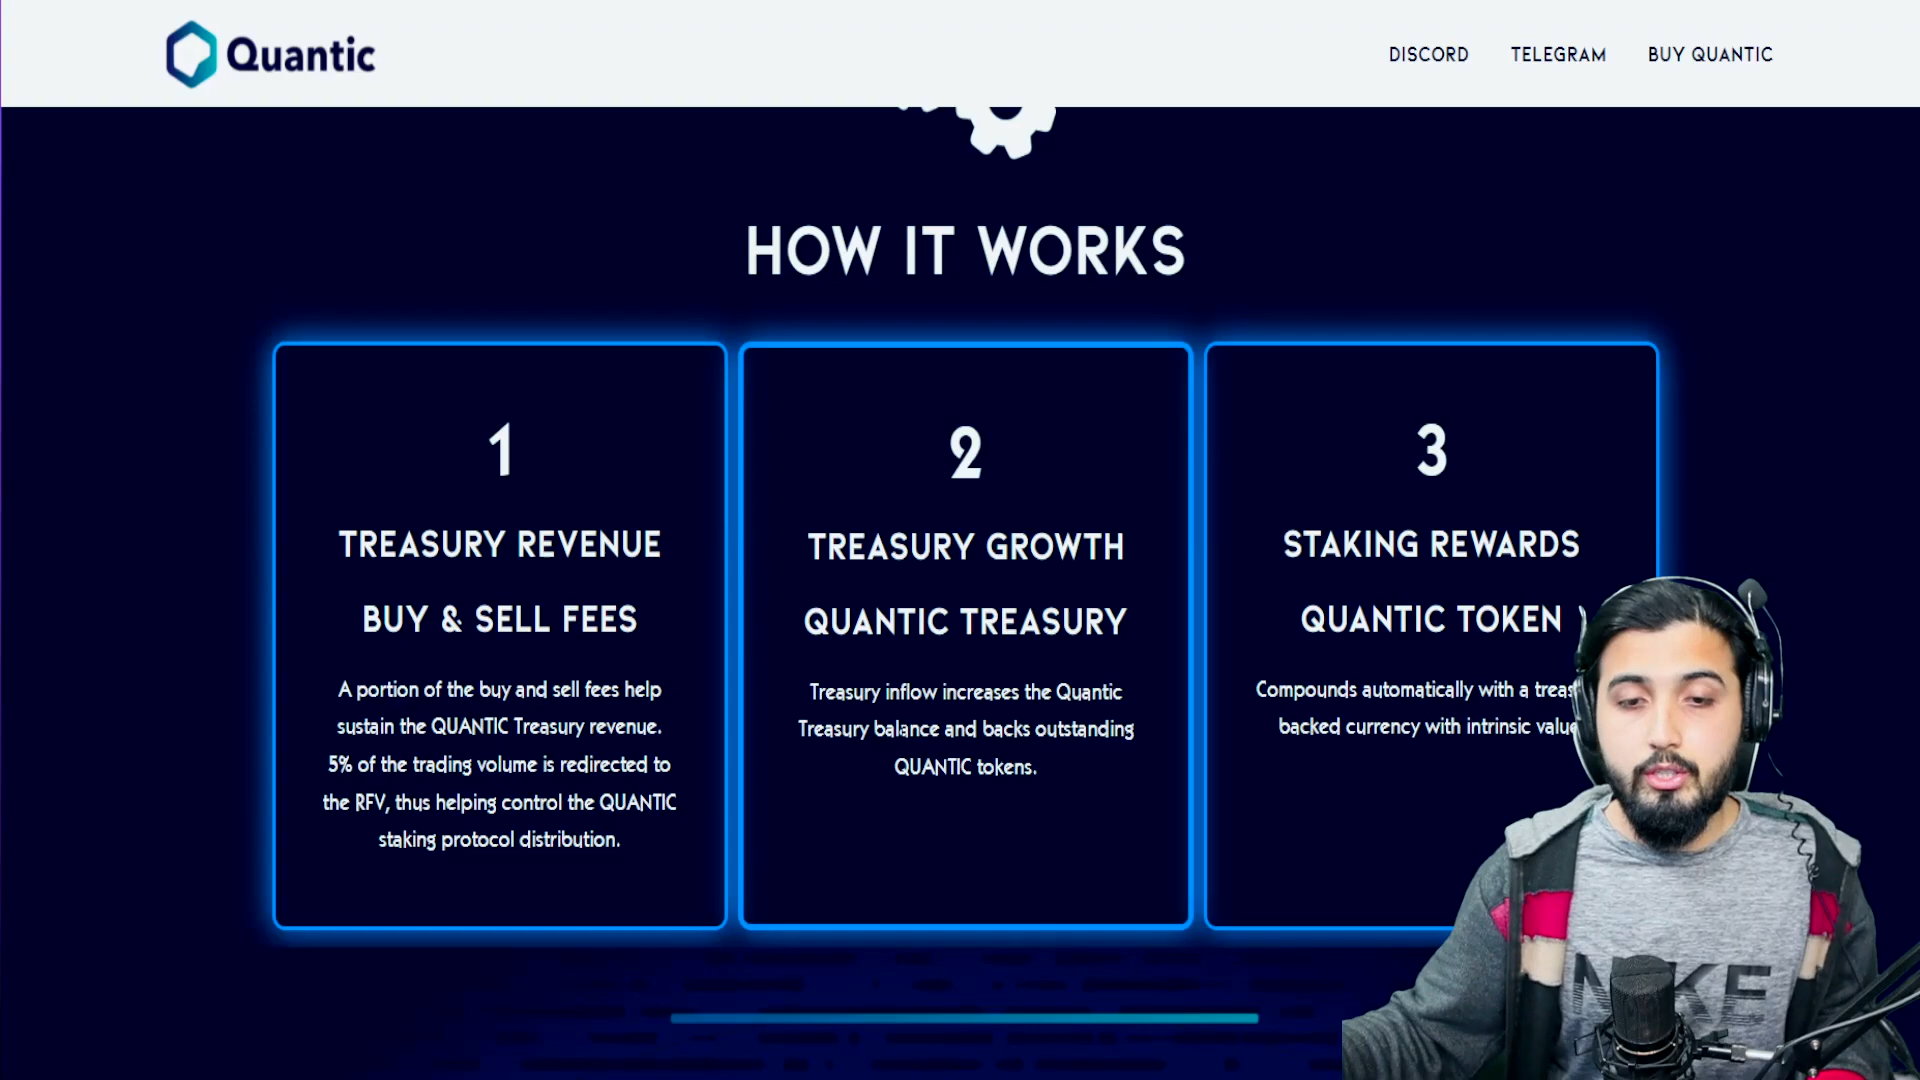 Quantic
DISCORD
TELEGRAM
BUY QUANTIC
HOW IT WORKS
1
TREASURY REVENUE
BUY & SELL FEES
A portion of the buy and sell fees help
sustain the QUANTIC Treasury revenue.
5% of the trading volume is redirected to
the RFV, thus helping control the QUANTIC
staking protocol distribution.
2
TREASURY GROWTH
QUANTIC TREASURY
Treasury inflow increases the Quantic
Treasury balance and backs outstanding
QUANTIC tokens.
3
STAKING REWARDS
QUANTIC TOKEN
Compounds automatically with a
backed currency with intrinsic value
NIKE